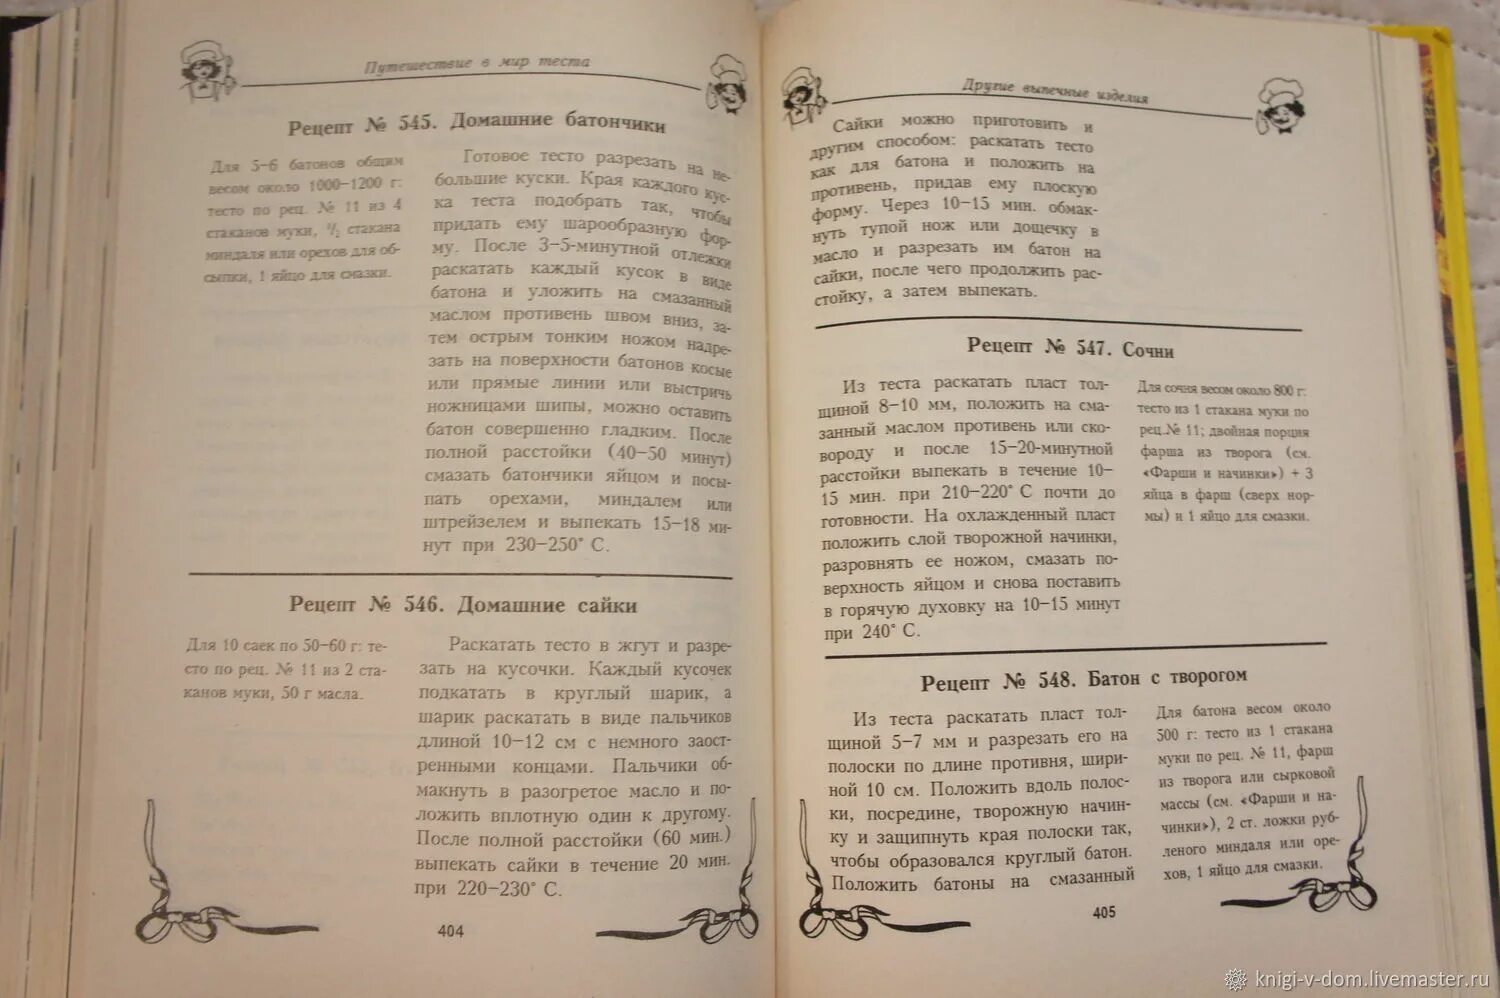 Путешествие в мир теста
Рецепт № 545. Домашние батончики
Для 5–6 батонов общим
весом около 1000–1200 г:
тесто по рец. № 11 из 4
стаканов муки, 1/2 стакана
миндаля или орехов для об-
сыпки, 1 яйцо для смазки.
Готовое тесто разрезать на не-
большие куски. Края каждого кус-
ка теста подобрать так, чтобы
придать ему шарообразную фор-
му. После 3–5-минутной отлежки
раскатать каждый кусок в виде
батона и уложить на смазанный
маслом противень швом вниз, за-
тем острым тонким ножом надре-
зать на поверхности батонов косые
или прямые линии или выстричь
ножницами шипы, можно оставить
батон совершенно гладким. После
полной расстойки (40–50 минут)
смазать батончики яйцом и посы-
пать орехами, миндалем или
штрейзелем и выпекать 15–18 ми-
нут при 230–250° С.
Рецепт № 546. Домашние сайки
Для 10 саек по 50–60 г: те-
сто по рец. № 11 из 2 ста-
канов муки, 50 г масла.
Раскатать тесто в жгут и разре-
зать на кусочки. Каждый кусочек
подкатать в круглый шарик, а
шарик раскатать в виде пальчиков
длиной 10–12 см с немного заост-
ренными концами. Пальчики об-
макнуть в разогретое масло и по-
ложить вплотную один к другому.
После полной расстойки (60 мин.)
выпекать сайки в течение 20 мин.
при 220–230° С.
404
Другие выпечные изделия
Сайки можно приготовить и
другим способом: раскатать тесто
как для батона и положить на
противень, придав ему плоскую
форму. Через 10–15 мин. обмак-
нуть тупой нож или дощечку в
масло и разрезать им батон на
сайки, после чего продолжить рас-
стойку, а затем выпекать.
Рецепт № 547. Сочни
Из теста раскатать пласт тол-
щиной 8–10 мм, положить на сма-
занный маслом противень или ско-
вороду и после 15–20-минутной
расстойки выпекать в течение 10–
15 мин. при 210–220° С почти до
готовности. На охлажденный пласт
положить слой творожной начинки,
разровнять ее ножом, смазать по-
верхность яйцом и снова поставить
в горячую духовку на 10–15 минут
при 240° С.
Для сочня весом около 800 г:
тесто из 1 стакана муки по
рец.№ 11; двойная порция
фарша из творога (см.
«Фарши и начинки») + 3
яйца в фарш (сверх нор-
мы) и 1 яйцо для смазки.
Рецепт № 548. Батон с творогом
Из теста раскатать пласт тол-
щиной 5–7 мм и разрезать его на
полоски по длине противня, шири-
ной 10 см. Положить вдоль полос-
ки, посредине, творожную начин-
ку и защипнуть края полоски так,
чтобы образовался круглый батон.
Положить батоны на смазанный
Для батона весом около
500 г: тесто из 1 стакана
муки по рец. № 11, фарш
из творога или сырковой
массы (см. «Фарши и на-
чинки»), 2 ст. ложки руб-
леного миндаля или оре-
хов, 1 яйцо для смазки.
405
knigi-v-dom.livemaster.ru